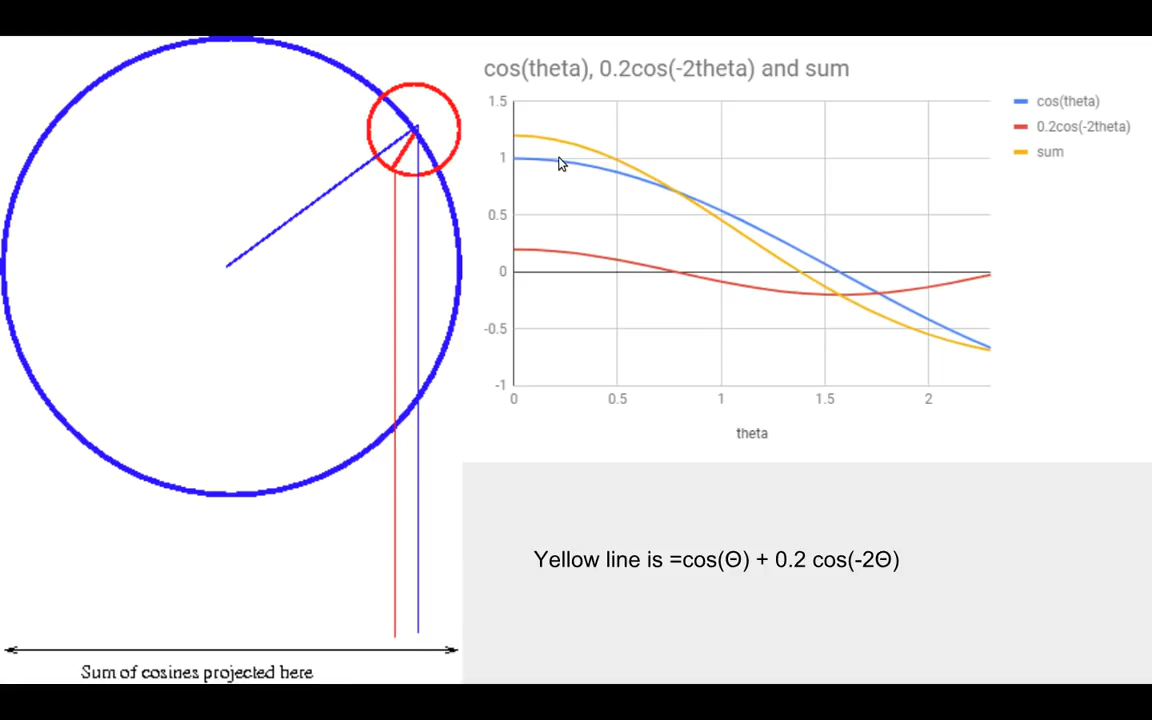 cos(theta), 0.2cos(-2theta) and sum
1.5
1
0.5
0
-0.5
-1
0
0.5
1
1.5
2
theta
cos(theta)
0.2cos(-2theta)
sum
Yellow line is =cos(Θ) + 0.2 cos(-2Θ)
Sum of cosines projected here